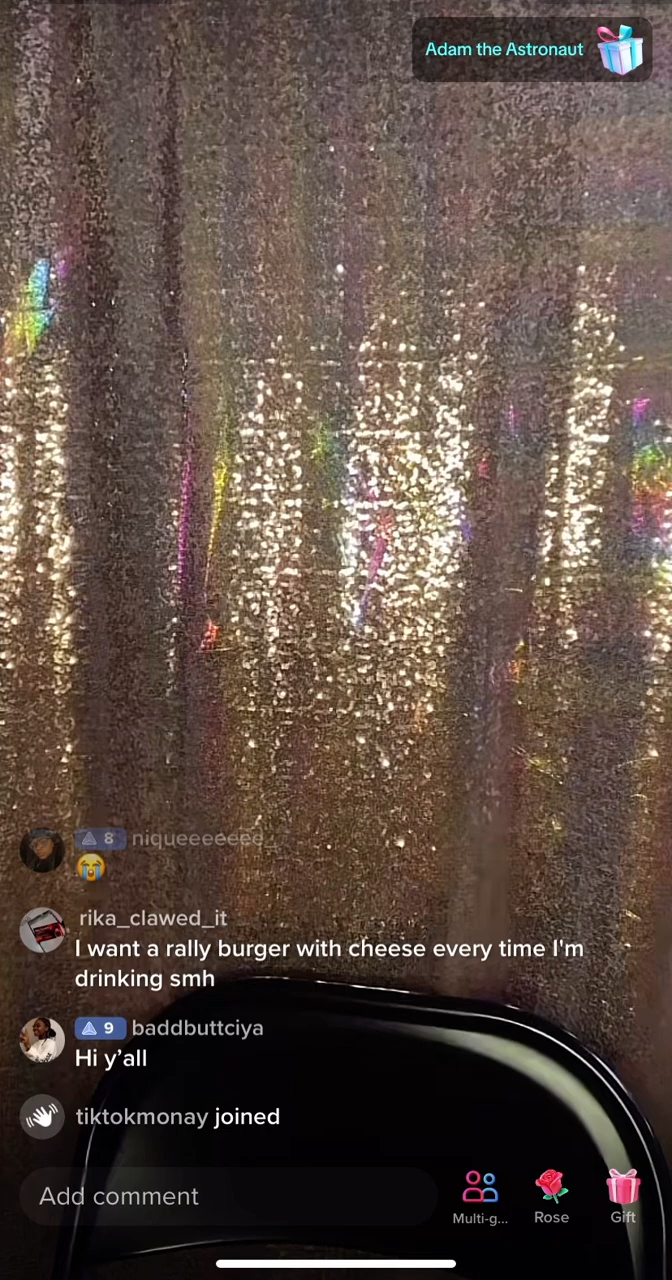 Adam the Astronaut
8 niqueeeeeee
😭
rika_clawed_it
I want a rally burger with cheese every time I'm
drinking smh
9 baddbuttciya
Hi y'all
tiktokmonay joined
Add comment
Multi-g...
Rose
Gift